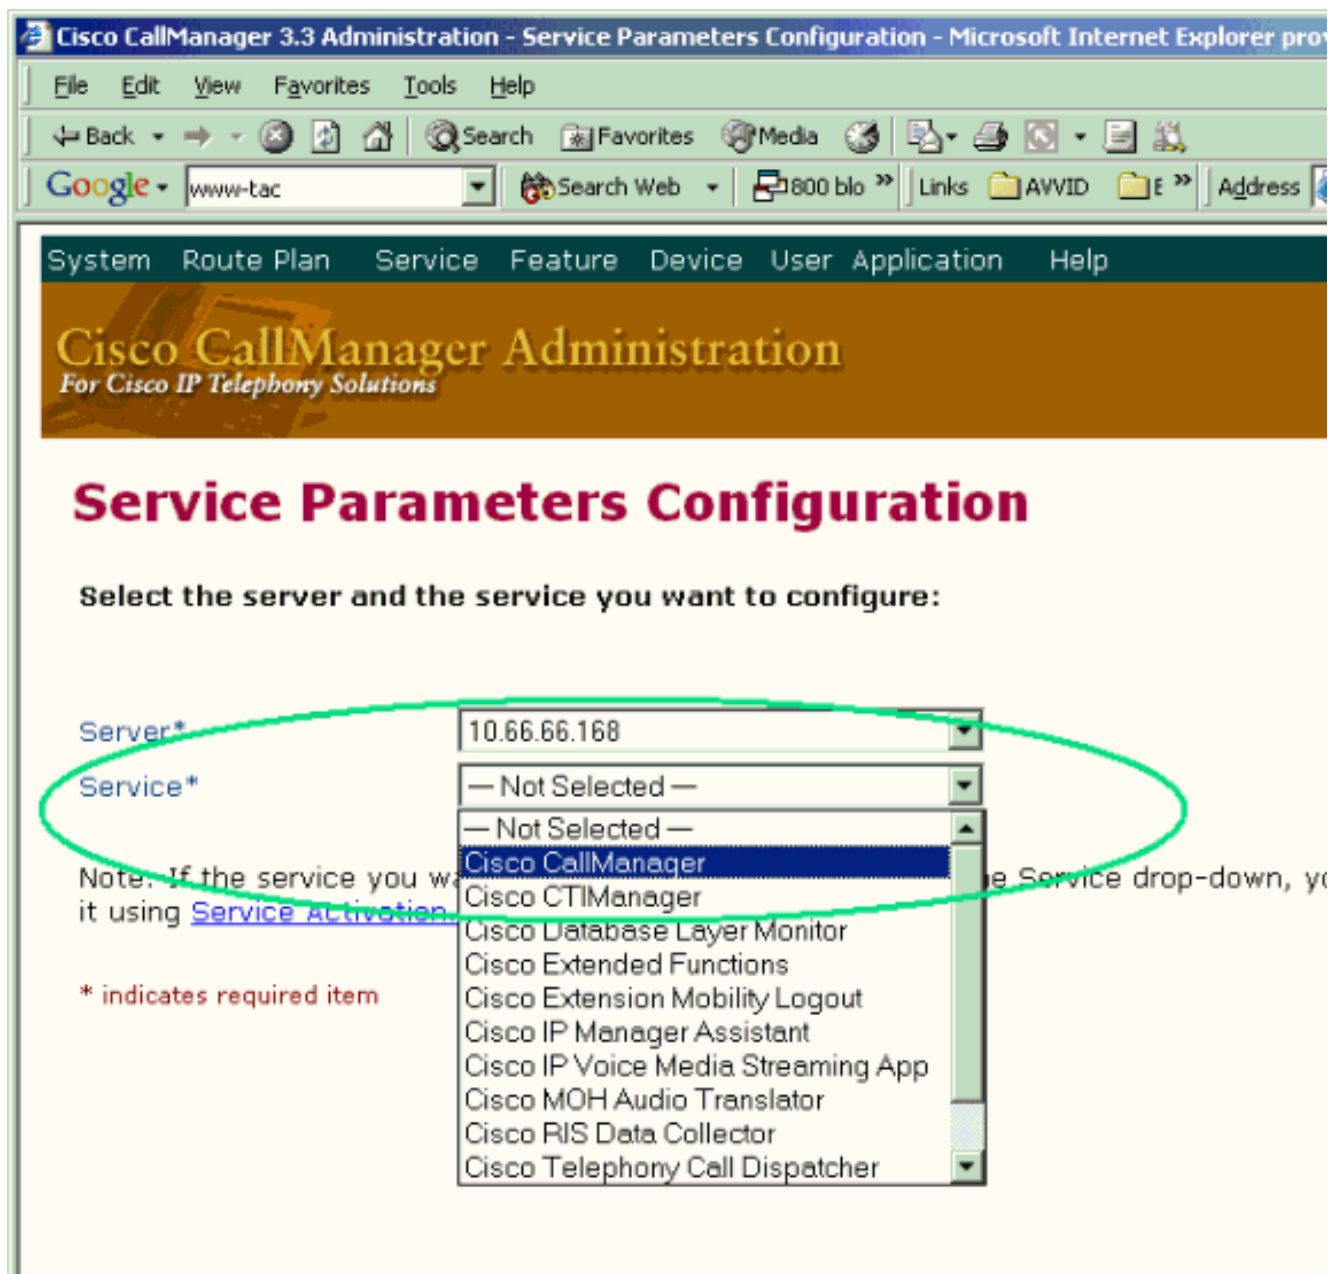 Cisco CallManager 3.3 Administration - Service Parameters Configuration - Microsoft Internet Explorer
File Edit View Favorites Tools Help
Back Search Favorites Media
Google www-tac Search Web 800 blo » Links AVVID E » Address
System Route Plan Service Feature Device User Application Help
Cisco CallManager Administration
For Cisco IP Telephony Solutions
Service Parameters Configuration
Select the server and the service you want to configure:
Server* 10.66.66.168
Service* — Not Selected —
— Not Selected —
Cisco CallManager
Note: If the service you Service drop-down,
Cisco CTIManager
it using Service Activation.
Cisco Database Layer Monitor
Cisco Extended Functions
* indicates required item
Cisco Extension Mobility Logout
Cisco IP Manager Assistant
Cisco IP Voice Media Streaming App
Cisco MOH Audio Translator
Cisco RIS Data Collector
Cisco Telephony Call Dispatcher